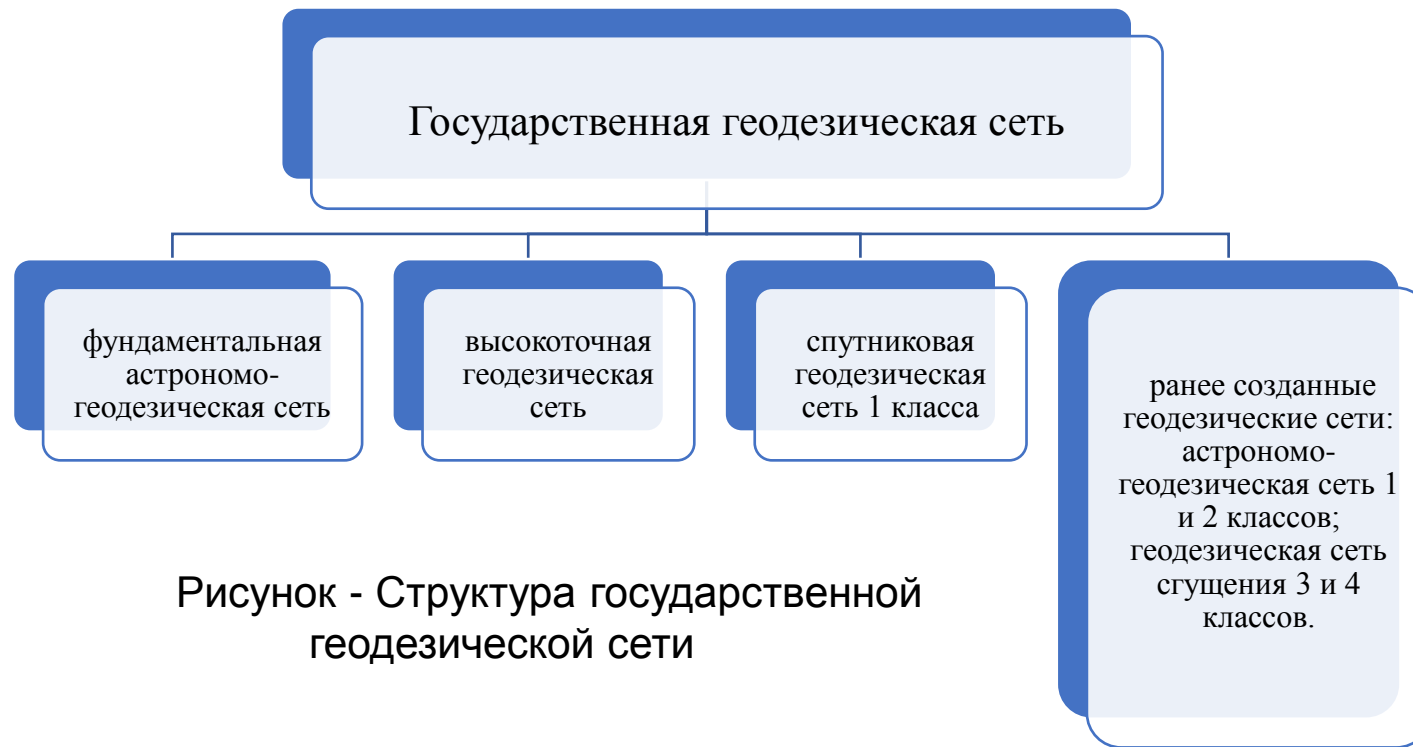 Государственная геодезическая сеть
фундаментальная
астрономо-
геодезическая сеть
высокоточная
геодезическая
сеть
спутниковая
геодезическая
сеть 1 класса
ранее созданные
геодезические сети:
астрономо-
геодезическая сеть 1
и 2 классов;
геодезическая сеть
сгущения 3 и 4
классов.
Рисунок - Структура государственной
геодезической сети